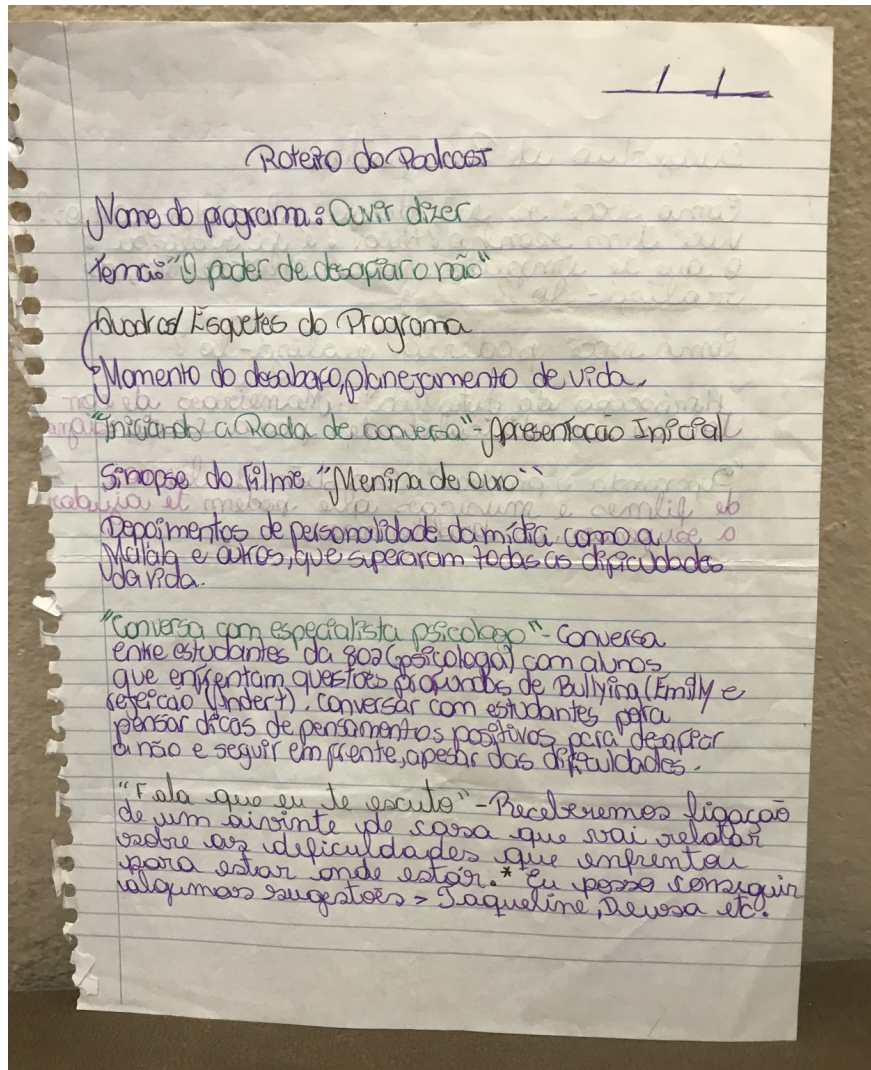 Roteiro do Podcast
Nome do programa: Ouvir dizer
Tema: "O poder de desafiar o não"
Quadros/Esquetes do Programa
Momento do desabafo, planejamento de vida.
"Iniciando a Roda de conversa" - Apresentação Inicial
Sinopse do filme "Menina de ouro"
Depoimentos de personalidade da mídia como a
Malala e outros, que superaram todas as dificuldades
da vida.
"Conversa com especialista psicologo" - Conversa
entre estudantes da 802 (psicologa) com alunos
que enfrentam questões profundas de Bullying (Emilly e
rejeicao (Andert). conversar com estudantes para
pensar dicas de pensamentos positivos para desafiar
o não e seguir em frente, apesar das dificuldades.
"Fala que eu te escuto" - Receberemos ligação
de um aivinte de casa que vai relatar
sobre as dificuldades que enfrentou
para estar onde estair. * Eu posso conseguir
algumas sugestões > Jaqueline, Deusa etc.